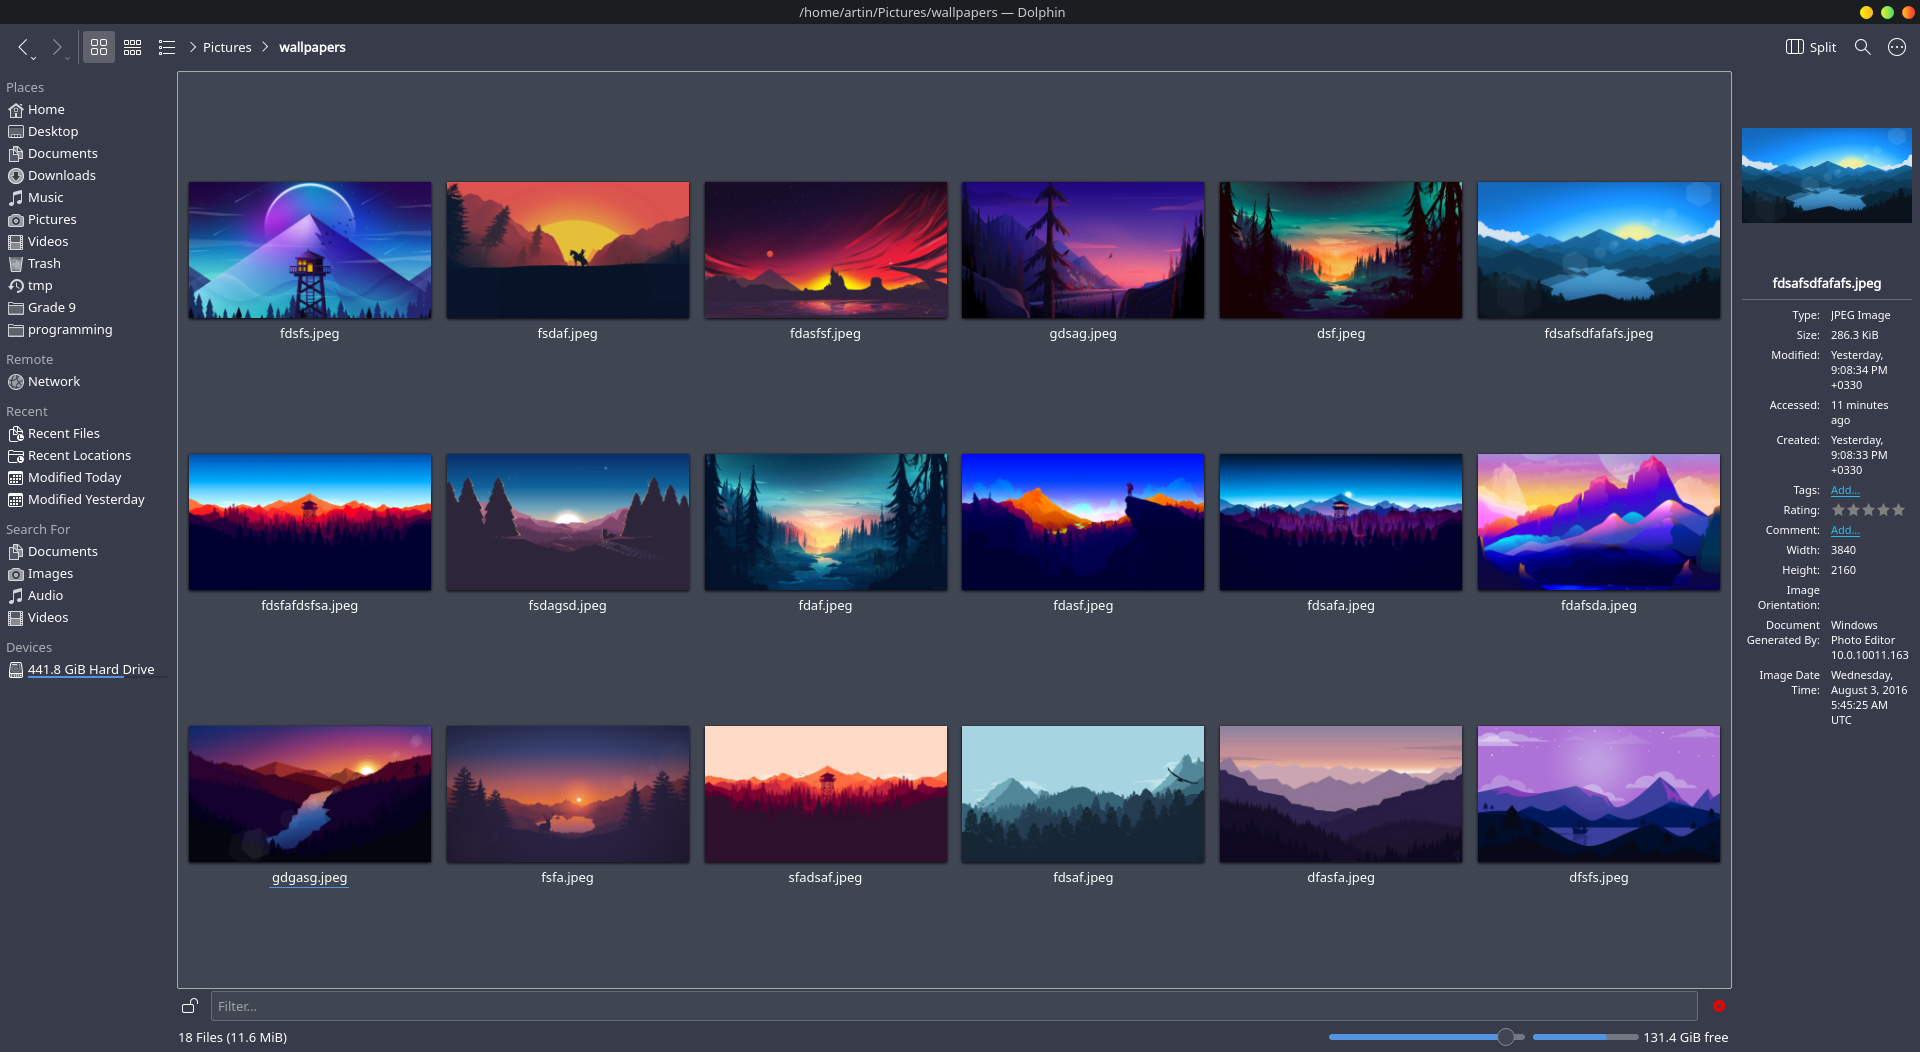 /home/artin/Pictures/wallpapers — Dolphin
Pictures
wallpapers
Split
Places
Home
Desktop
Documents
Downloads
Music
Pictures
Videos
Trash
tmp
Grade 9
programming
Remote
Network
Recent
Recent Files
Recent Locations
Modified Today
Modified Yesterday
Search For
Documents
Images
Audio
Videos
Devices
441.8 GiB Hard Drive
fdsfs.jpeg
fsdaf.jpeg
fdasfsf.jpeg
gdsag.jpeg
dsf.jpeg
fdsafsdfafafs.jpeg
fdsfafdsfsa.jpeg
fsdagsd.jpeg
fdaf.jpeg
fdasf.jpeg
fdsafa.jpeg
fdafsda.jpeg
gdgasg.jpeg
fsfa.jpeg
sfadsaf.jpeg
fdsaf.jpeg
dfasfa.jpeg
dfsfs.jpeg
fdsafsdfafafs.jpeg
Type: JPEG Image
Size: 286.3 KiB
Modified: Yesterday,
9:08:34 PM
+0330
Accessed: 11 minutes
ago
Created: Yesterday,
9:08:33 PM
+0330
Tags: Add...
Rating:
Comment: Add...
Width: 3840
Height: 2160
Image
Orientation:
Document Windows
Generated By: Photo Editor
10.0.10011.163
Image Date Wednesday,
Time: August 3, 2016
5:45:25 AM
UTC
Filter...
18 Files (11.6 MiB)
131.4 GiB free